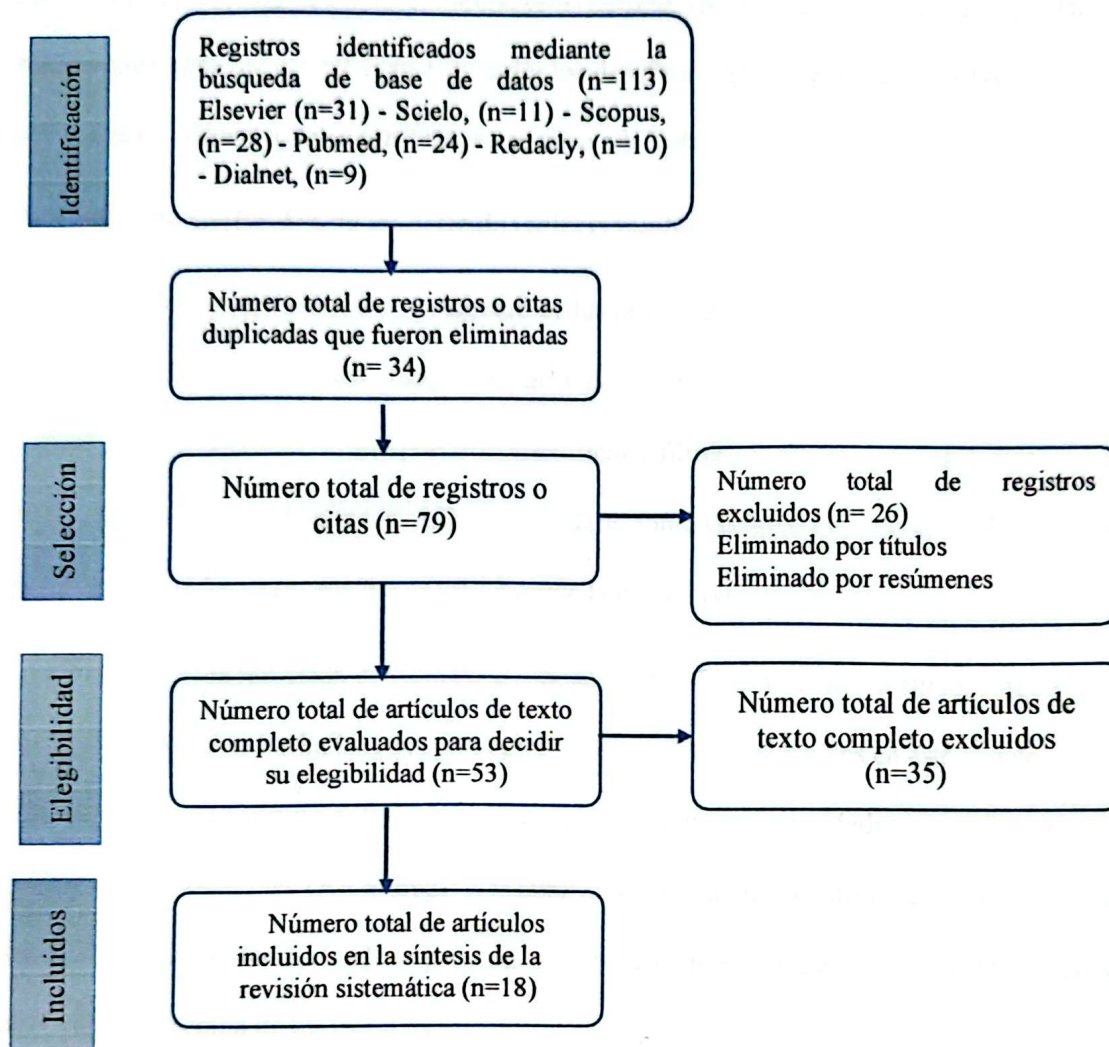 Identificación
Registros identificados mediante la
búsqueda de base de datos (n=113)
Elsevier (n=31) - Scielo, (n=11) - Scopus,
(n=28) - Pubmed, (n=24) - Redacly, (n=10)
- Dialnet, (n=9)
Número total de registros o citas
duplicadas que fueron eliminadas
(n= 34)
Selección
Número total de registros o
citas (n=79)
Número total de registros
excluidos (n= 26)
Eliminado por títulos
Eliminado por resúmenes
Elegibilidad
Número total de artículos de texto
completo evaluados para decidir
su elegibilidad (n=53)
Número total de artículos de
texto completo excluidos
(n=35)
Incluidos
Número total de artículos
incluidos en la síntesis de la
revisión sistemática (n=18)